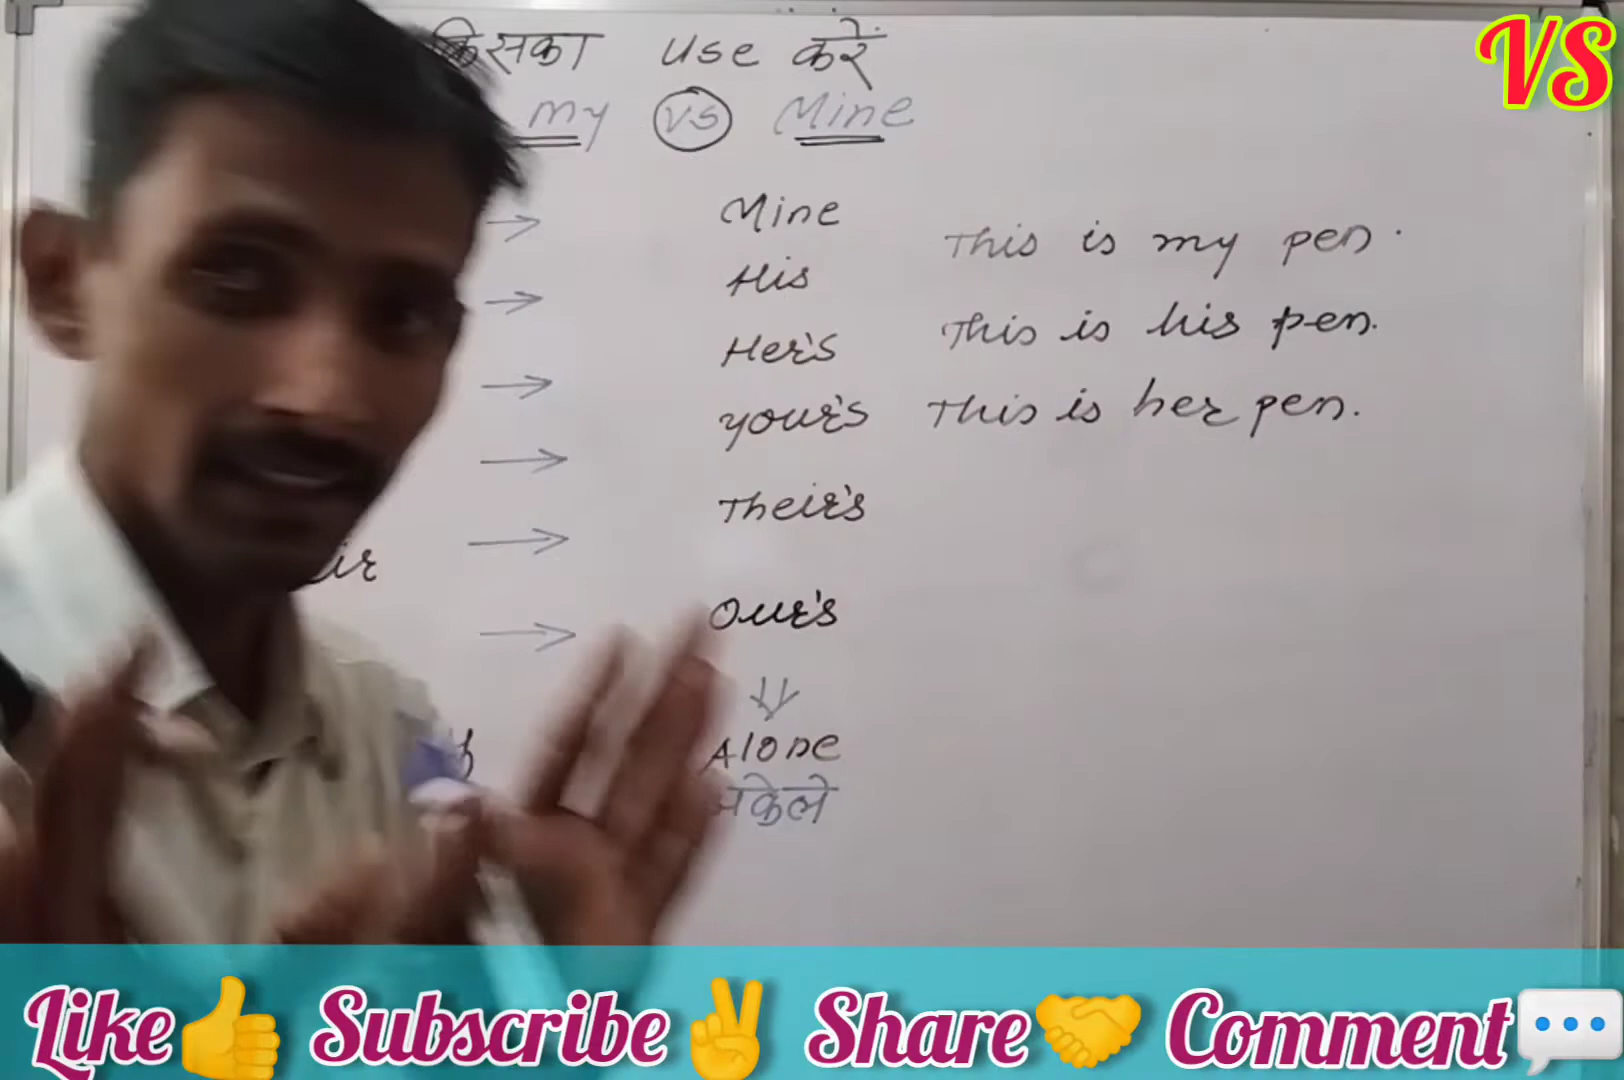 किसका use करें
VS
my vs Mine
→ Mine
This is my pen.
→ His
This is his pen.
→ Her's
→ your's
This is her pen.
→ Their's
→ Our's
Alone
अकेले
Like👍 Subscribe✌️ Share🤝 Comment💬